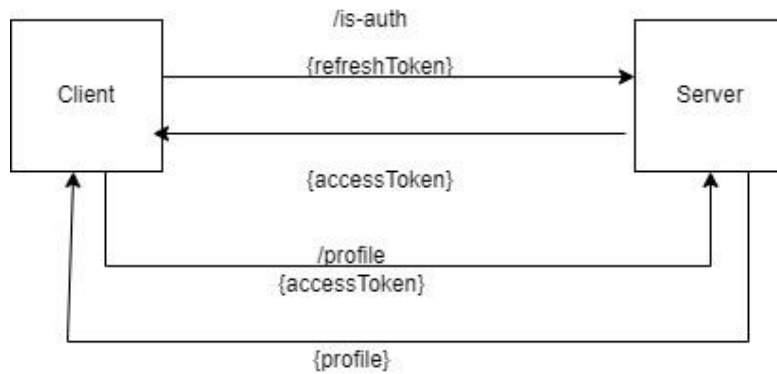 /is-auth
{refreshToken}
Client
Server
{accessToken}
/profile
{accessToken}
{profile}